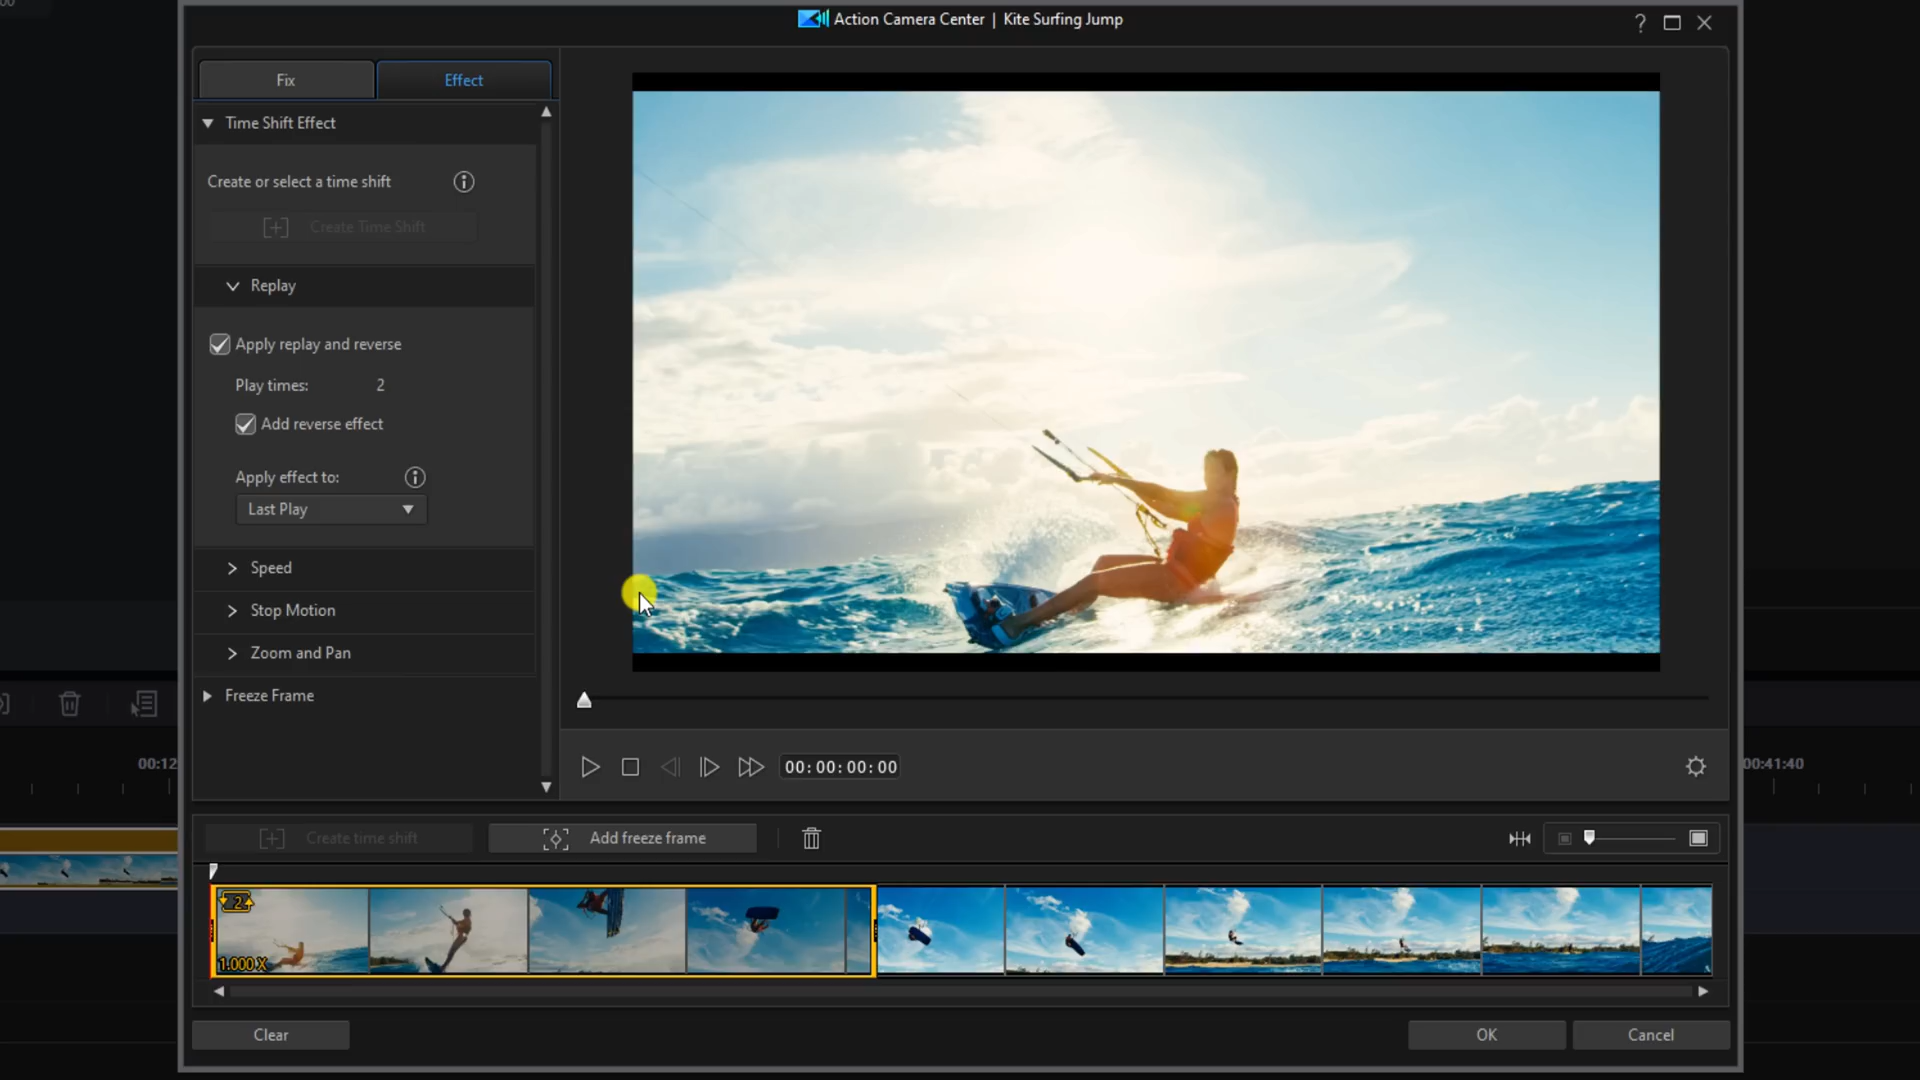 Action Camera Center | Kite Surfing Jump
?
Fix
Effect
Time Shift Effect
Create or select a time shift
Create Time Shift
Replay
Apply replay and reverse
Play times: 2
Add reverse effect
Apply effect to:
Last Play
Speed
Stop Motion
Zoom and Pan
Freeze Frame
00:12
00:41:40
00:00:00:00
Create time shift
Add freeze frame
2
1.000 X
Clear
OK
Cancel